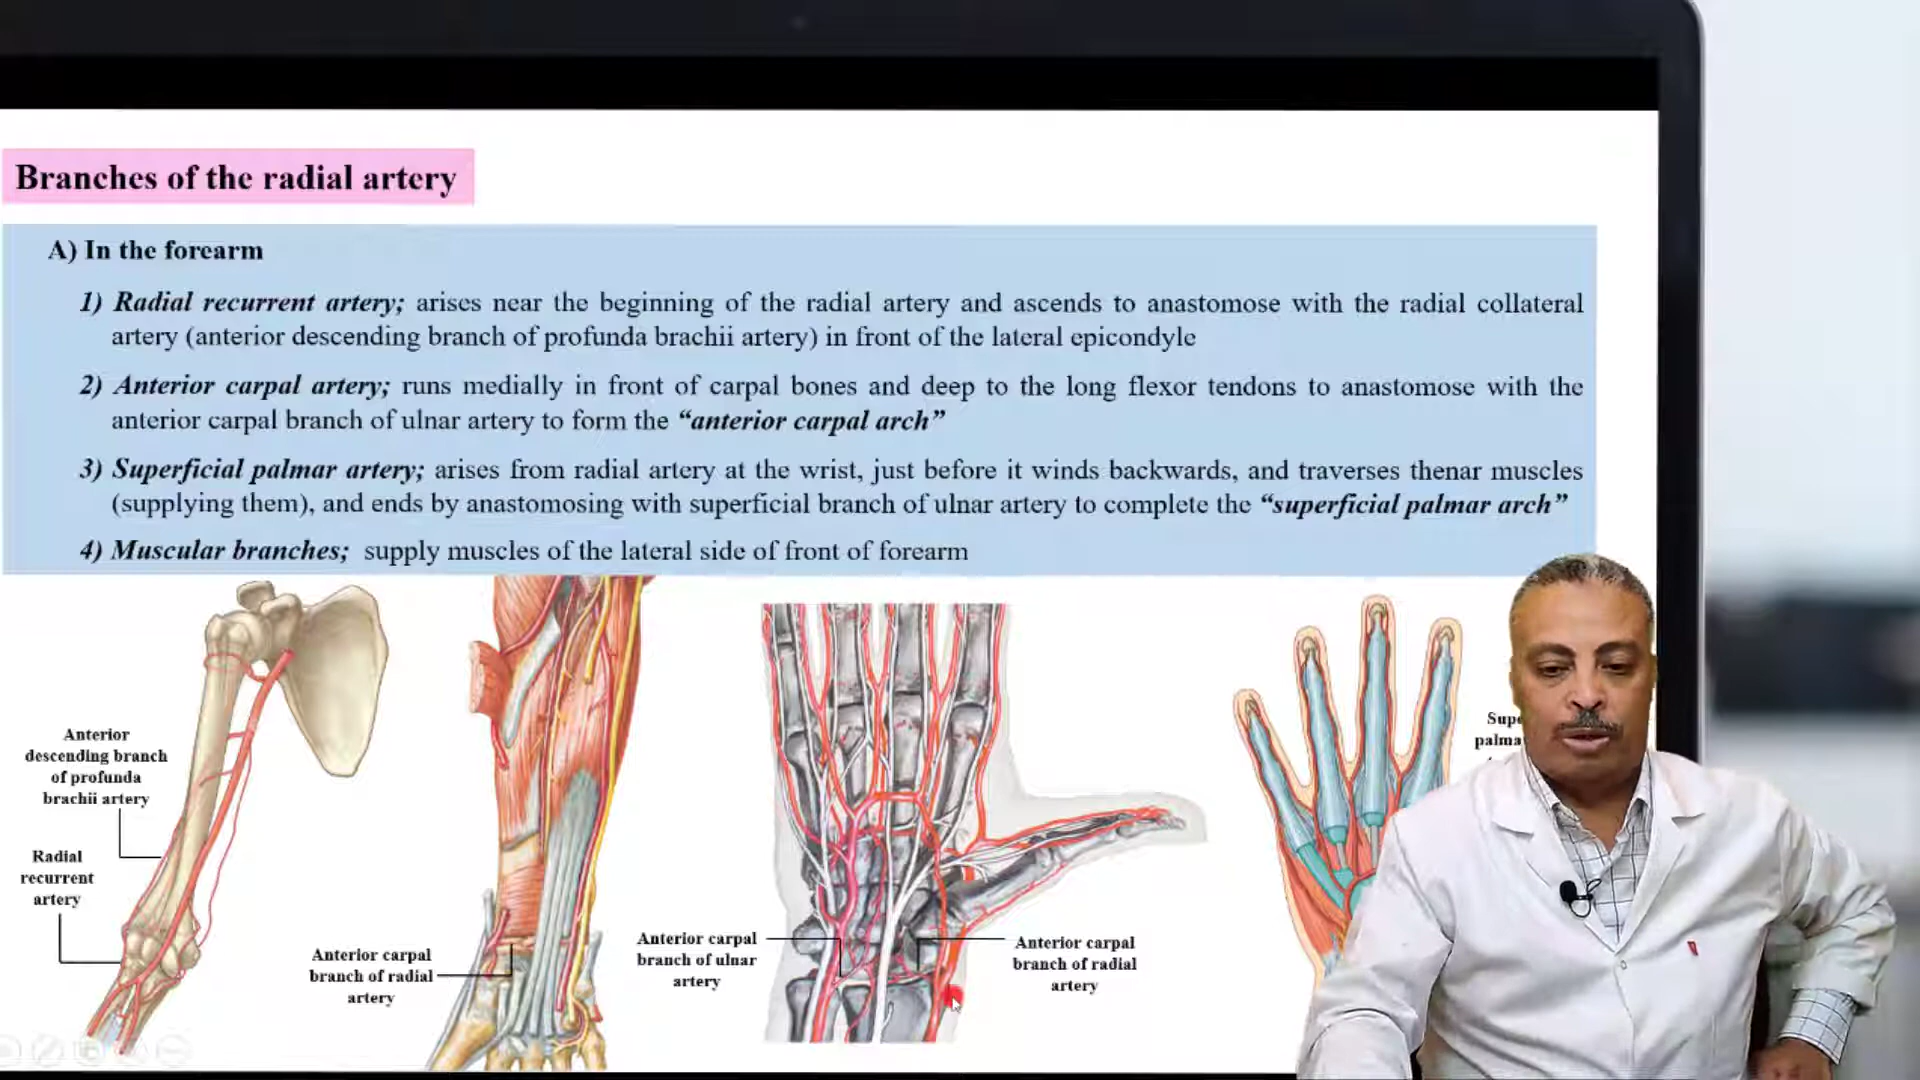 Branches of the radial artery
A) In the forearm
1) Radial recurrent artery; arises near the beginning of the radial artery and ascends to anastomose with the radial collateral
artery (anterior descending branch of profunda brachii artery) in front of the lateral epicondyle
2) Anterior carpal artery; runs medially in front of carpal bones and deep to the long flexor tendons to anastomose with the
anterior carpal branch of ulnar artery to form the “anterior carpal arch”
3) Superficial palmar artery; arises from radial artery at the wrist, just before it winds backwards, and traverses thenar muscles
(supplying them), and ends by anastomosing with superficial branch of ulnar artery to complete the “superficial palmar arch”
4) Muscular branches; supply muscles of the lateral side of front of forearm
Anterior
descending branch
of profunda
brachii artery
Radial
recurrent
artery
Anterior carpal
branch of radial
artery
Anterior carpal
branch of ulnar
artery
Anterior carpal
branch of radial
artery